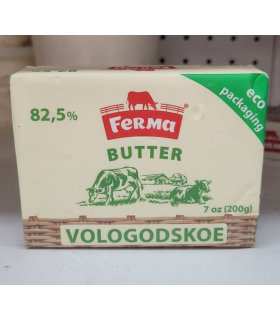 FERMA
82,5%
BUTTER
eco
packaging
7 oz (200g)
VOLOGODSKOE